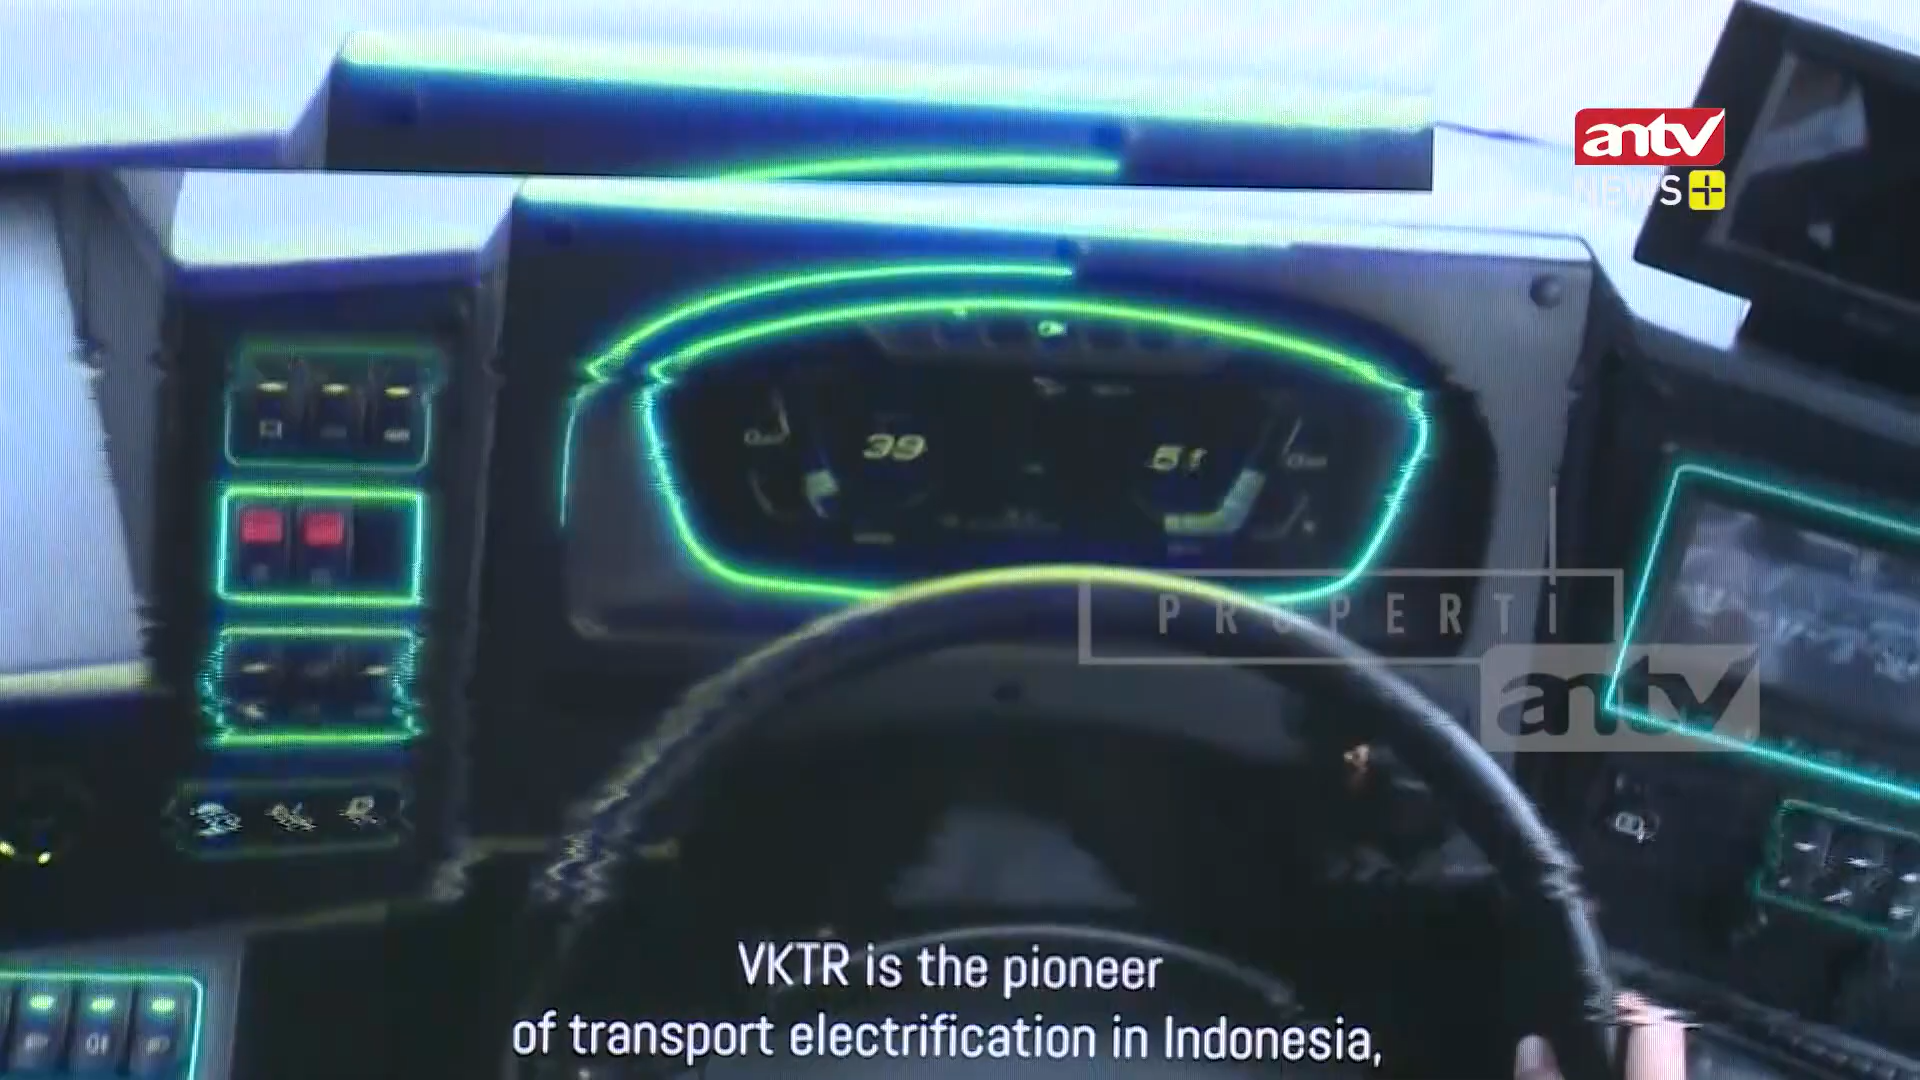 antv
NEWS+
39
PROPERTi
antv
VKTR is the pioneer
of transport electrification in Indonesia,